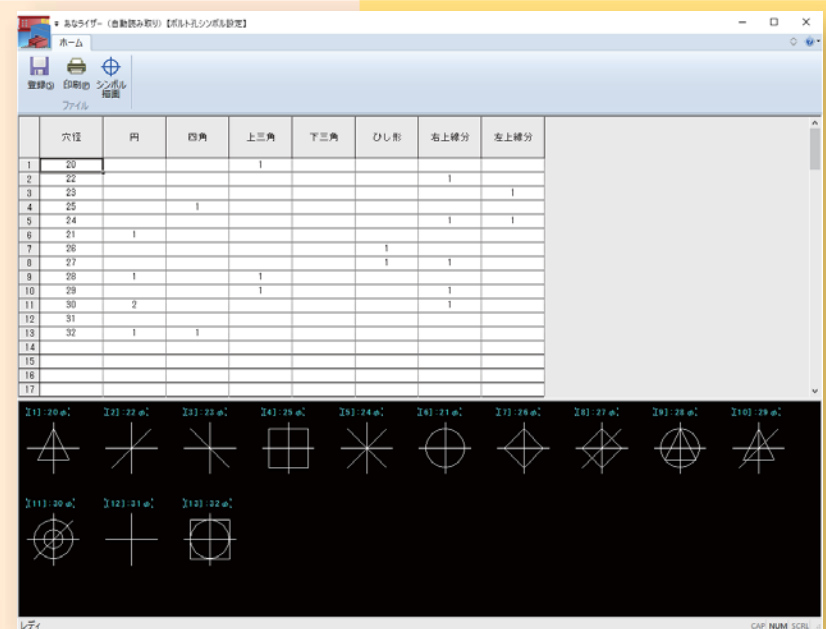 あなライザー（自動読み取り）【ボルト孔シンボル設定】
ホーム
登録(S) 印刷(P) シンボル描画
ファイル
穴径 円 四角 上三角 下三角 ひし形 右上線分 左上線分
1 20 1
2 22 1
3 23 1
4 25 1
5 24 1 1
6 21 1
7 26 1
8 27 1 1
9 28 1 1
10 29 1 1
11 30 2 1
12 31
13 32 1 1
14
15
16
17
[1]:20φ [2]:22φ [3]:23φ [4]:25φ [5]:24φ [6]:21φ [7]:26φ [8]:27φ [9]:28φ [10]:29φ
[11]:30φ [12]:31φ [13]:32φ
レディ CAP NUM SCRL